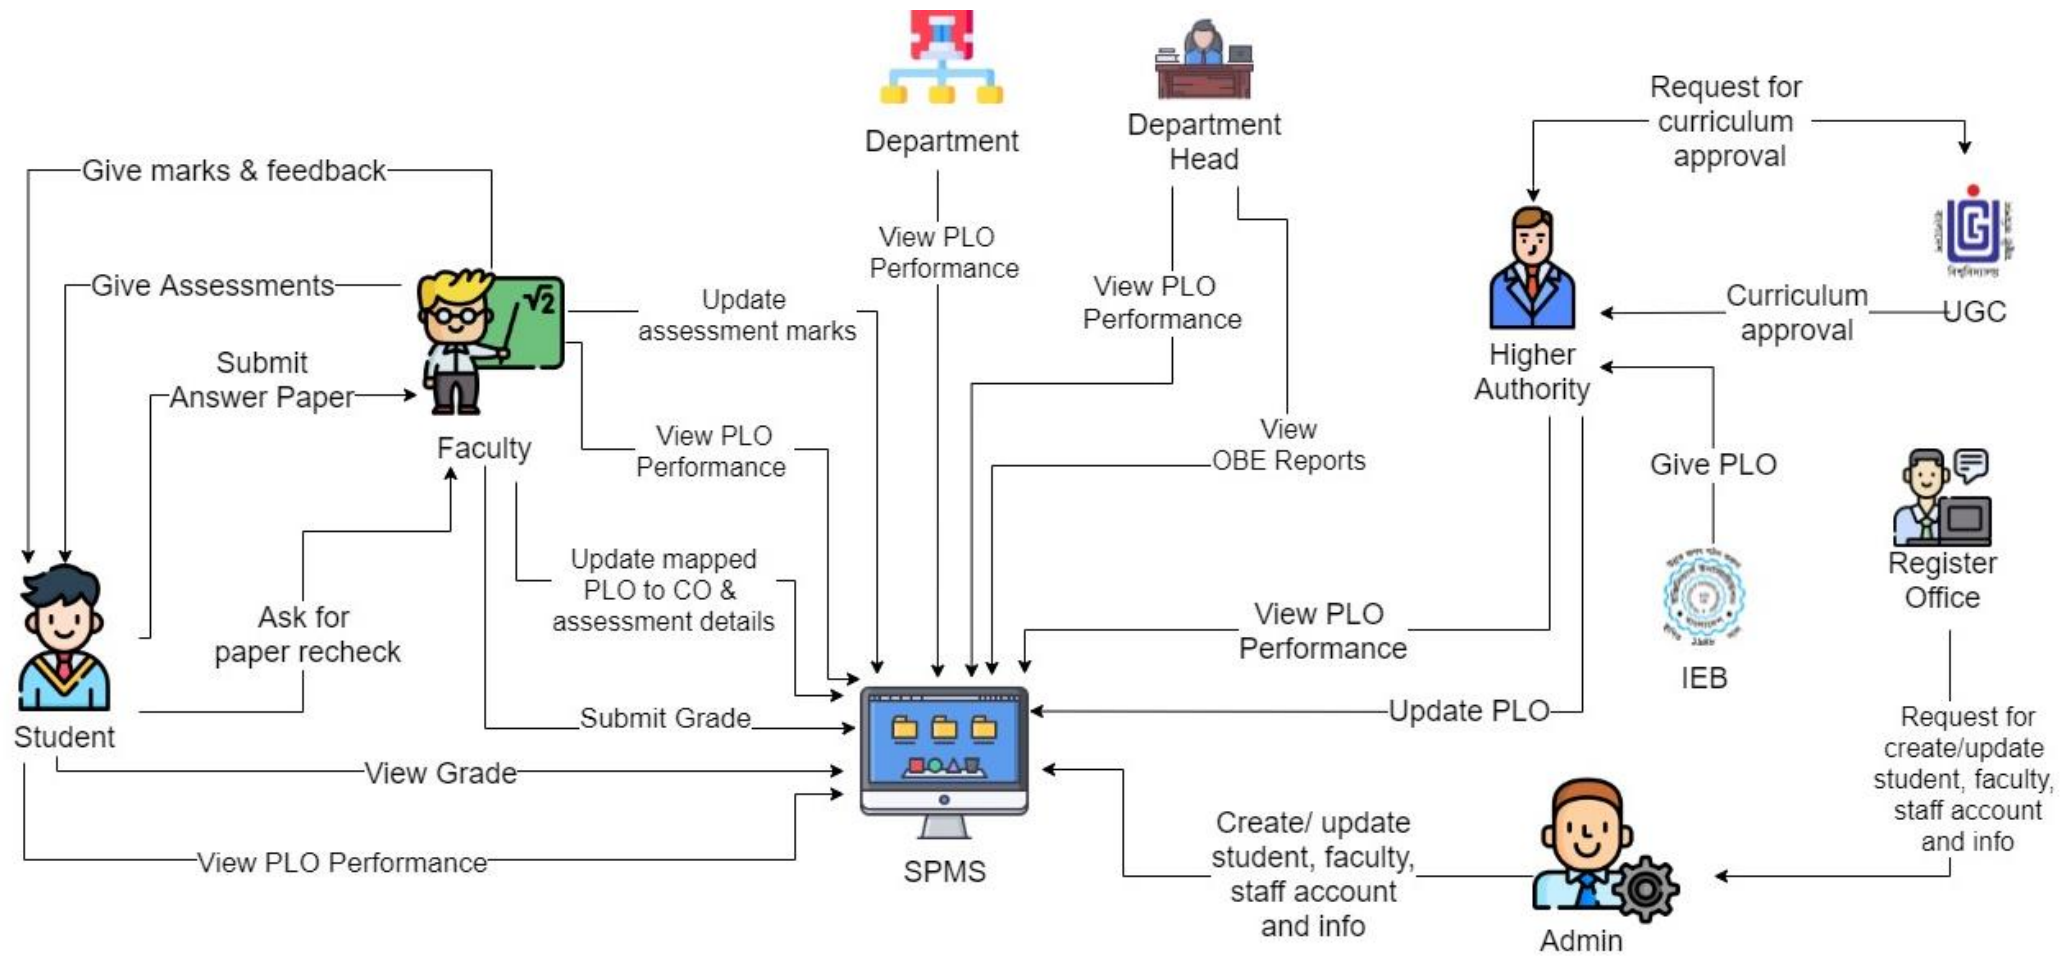 Department
Department
Head
Request for
curriculum
approval
Give marks & feedback
View PLO
Performance
Give Assessments
√2
Update
assessment marks
View PLO
Performance
Curriculum
approval
বিশ্ববিদ্যালয়
UGC
Submit
Answer Paper
Higher
Authority
Faculty
View PLO
Performance
View
OBE Reports
Give PLO
Register
Office
Update mapped
PLO to CO &
assessment details
Ask for
paper recheck
View PLO
Performance
IEB
Student
Submit Grade
Update PLO
Request for
create/update
student, faculty,
staff account
and info
View Grade
View PLO Performance
SPMS
Create/ update
student, faculty,
staff account
and info
Admin